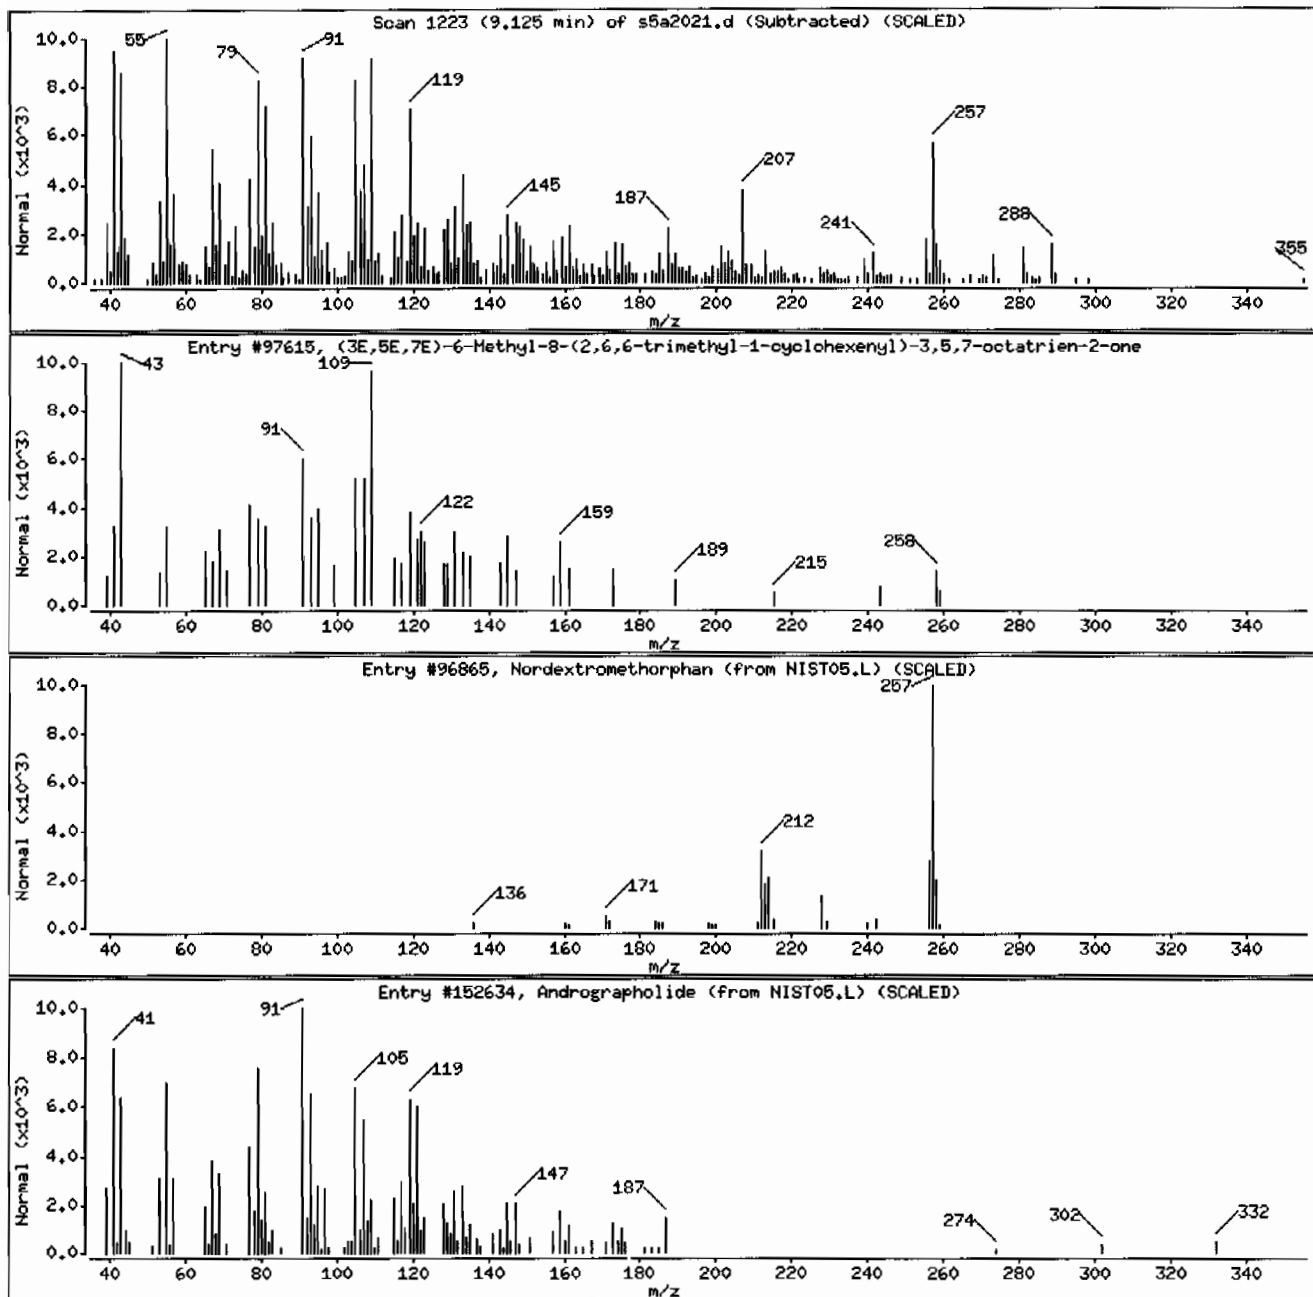 Scan 1223 (9.125 min) of s5a2021.d (Subtracted) (SCALED)
Normal (x10^3)
10.0
8.0
6.0
4.0
2.0
0.0
55 79 91 119 145 187 207 241 257 288 355
40 60 80 100 120 140 160 180 200 220 240 260 280 300 320 340
m/z
Entry #97615, (3E,5E,7E)-6-Methyl-8-(2,6,6-trimethyl-1-cyclohexenyl)-3,5,7-octatrien-2-one
Normal (x10^3)
10.0
8.0
6.0
4.0
2.0
0.0
43 91 109 122 159 189 215 258
40 60 80 100 120 140 160 180 200 220 240 260 280 300 320 340
m/z
Entry #96865, Nordextromethorphan (from NIST05.L) (SCALED)
Normal (x10^3)
10.0
8.0
6.0
4.0
2.0
0.0
136 171 212 257
40 60 80 100 120 140 160 180 200 220 240 260 280 300 320 340
m/z
Entry #152634, Andrographolide (from NIST05.L) (SCALED)
Normal (x10^3)
10.0
8.0
6.0
4.0
2.0
0.0
41 91 105 119 147 187 274 302 332
40 60 80 100 120 140 160 180 200 220 240 260 280 300 320 340
m/z